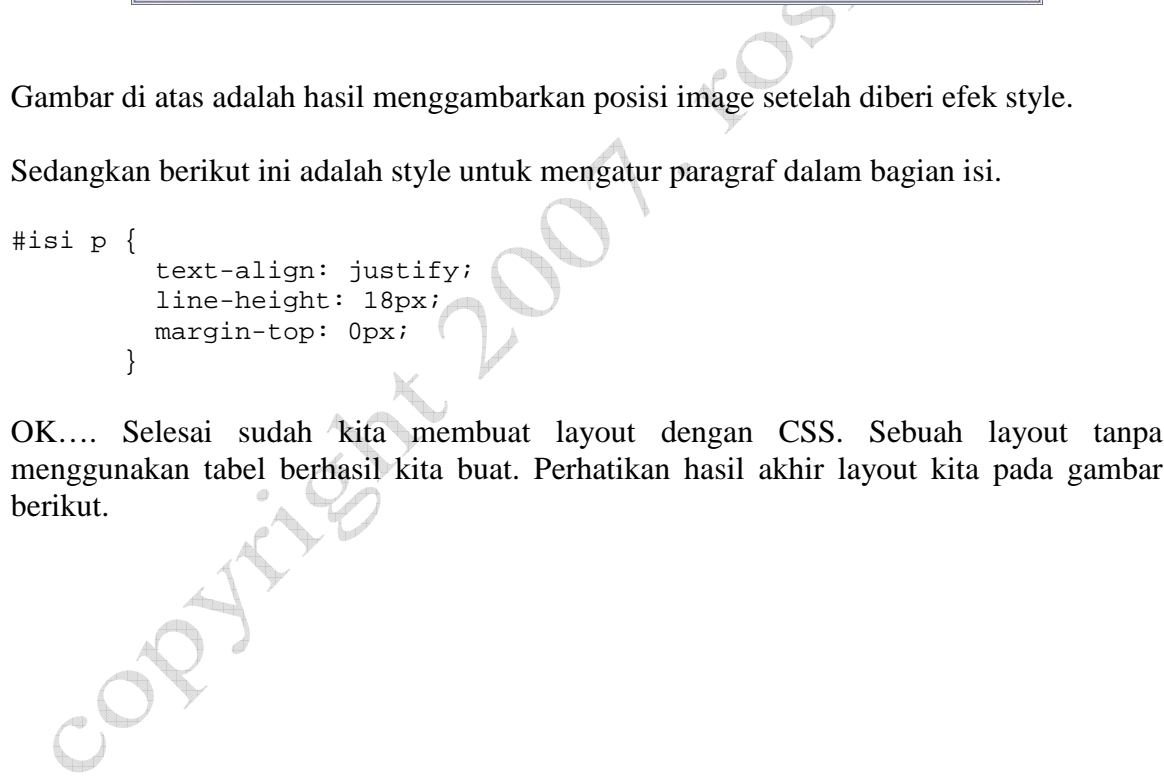 Gambar di atas adalah hasil menggambarkan posisi image setelah diberi efek style.
Sedangkan berikut ini adalah style untuk mengatur paragraf dalam bagian isi.
#isi p {
text-align: justify;
line-height: 18px;
margin-top: 0px;
}
OK…. Selesai sudah kita membuat layout dengan CSS. Sebuah layout tanpa
menggunakan tabel berhasil kita buat. Perhatikan hasil akhir layout kita pada gambar
berikut.
copyright 2007, ros